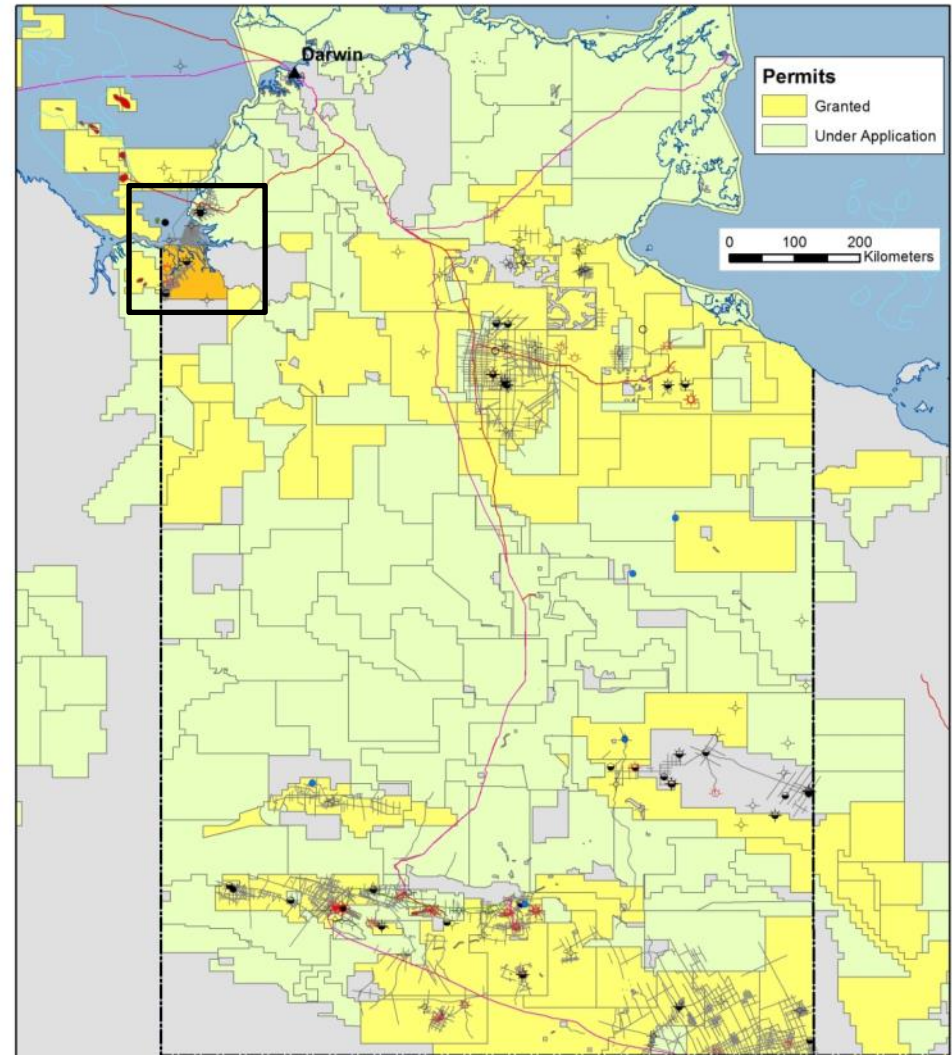 Darwin
Permits
Granted
Under Application
0 100 200
Kilometers